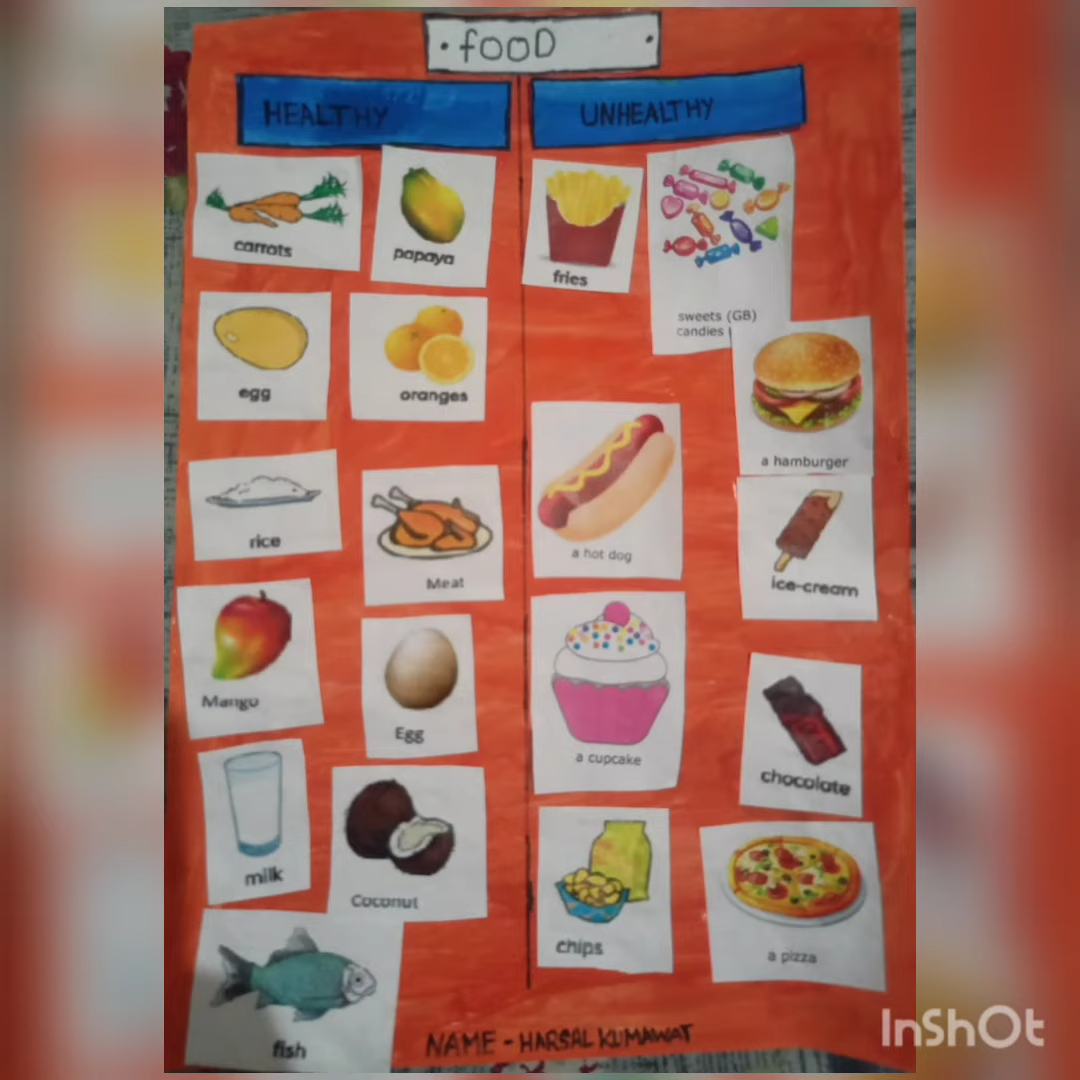 • fOOD •
HEALTHY
UNHEALTHY
carrots
papaya
fries
sweets (GB)
candies
egg
oranges
a hamburger
rice
Meat
a hot dog
ice-cream
Mango
Egg
a cupcake
chocolate
milk
Coconut
chips
a pizza
fish
NAME - HARSAL KUMAWAT
InShOt